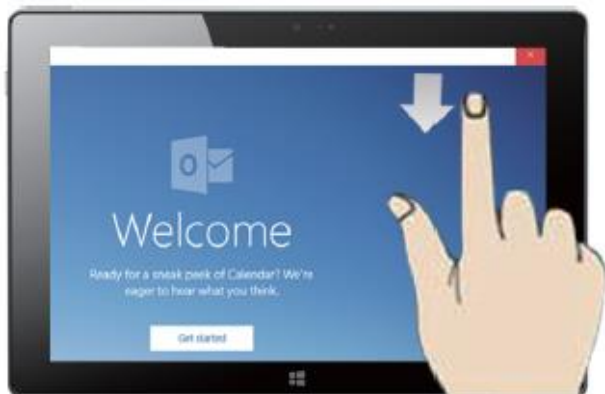 Welcome
Ready for a sneak peek of Calendar? We're
eager to hear what you think.
Get started